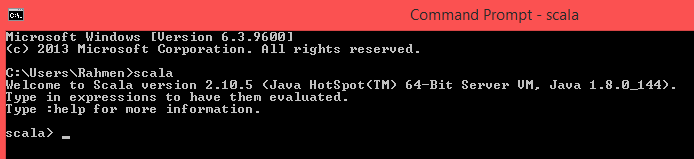 Command Prompt - scala
Microsoft Windows [Version 6.3.9600]
(c) 2013 Microsoft Corporation. All rights reserved.
C:\Users\Rahmen>scala
Welcome to Scala version 2.10.5 (Java HotSpot(TM) 64-Bit Server VM, Java 1.8.0_144).
Type in expressions to have them evaluated.
Type :help for more information.
scala> _